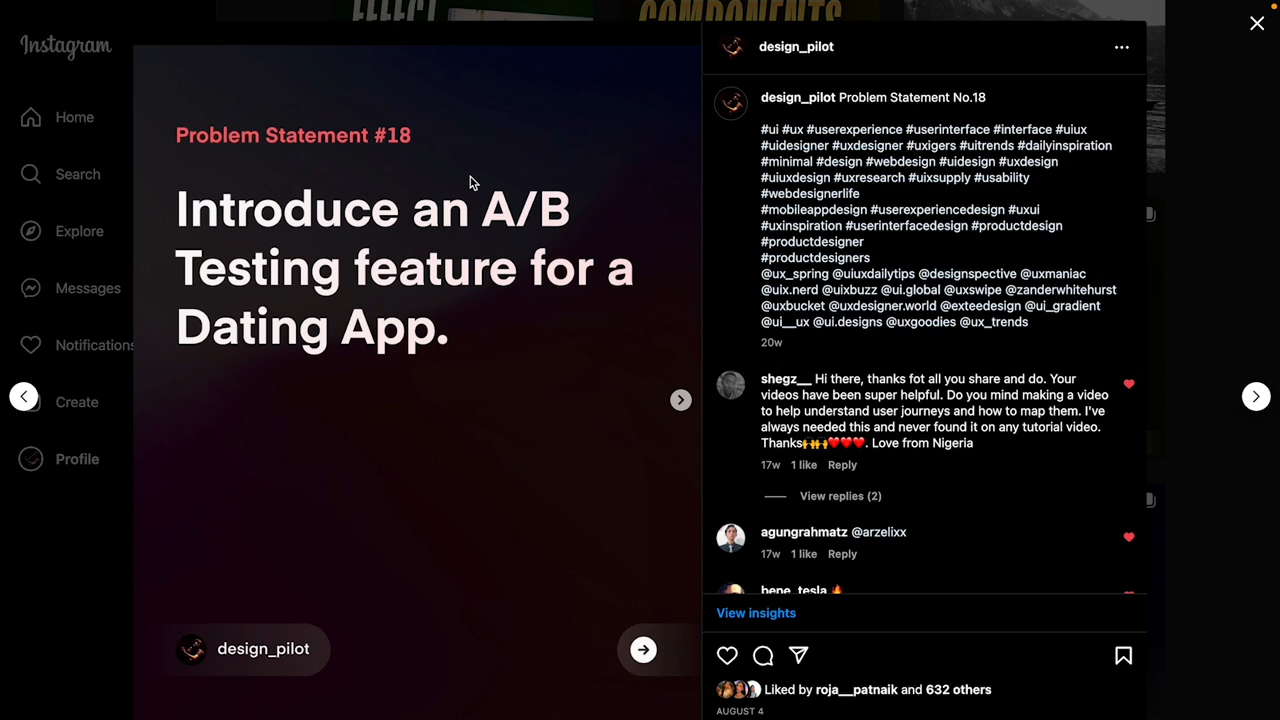 EFFECT
COMPONENTS
Instagram
Home
Search
Explore
Messages
Notifications
Create
Profile
Problem Statement #18
Introduce an A/B
Testing feature for a
Dating App.
design_pilot
design_pilot
design_pilot Problem Statement No.18
#ui #ux #userexperience #userinterface #interface #uiux
#uidesigner #uxdesigner #uxigers #uitrends #dailyinspiration
#minimal #design #webdesign #uidesign #uxdesign
#uiuxdesign #uxresearch #uixsupply #usability
#webdesignerlife
#mobileappdesign #userexperiencedesign #uxui
#uxinspiration #userinterfacedesign #productdesign
#productdesigner
#productdesigners
@ux_spring @uiuxdailytips @designspective @uxmaniac
@uix.nerd @uixbuzz @ui.global @uxswipe @zanderwhitehurst
@uxbucket @uxdesigner.world @exteedesign @ui_gradient
@ui__ux @ui.designs @uxgoodies @ux_trends
20w
shegz__ Hi there, thanks fot all you share and do. Your
videos have been super helpful. Do you mind making a video
to help understand user journeys and how to map them. I've
always needed this and never found it on any tutorial video.
Thanks🙌🙌❤️❤️❤️. Love from Nigeria
17w 1 like Reply
View replies (2)
agungrahmatz @arzelixx
17w 1 like Reply
bene_tesla 🔥
View insights
Liked by roja__patnaik and 632 others
AUGUST 4